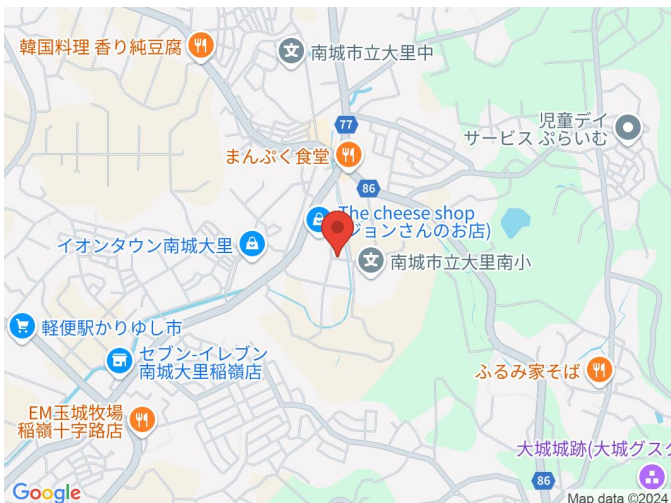 韓国料理 香り純豆腐
南城市立大里中
77
児童デイ
サービス ぷらいむ
まんぷく食堂
86
The cheese shop
ジョンさんのお店)
イオンタウン南城大里
南城市立大里南小
軽便駅かりゆし市
セブン-イレブン
南城大里稲嶺店
ふるみ家そば
EM玉城牧場
稲嶺十字路店
大城城跡(大城グスク
86
Google
Map data ©2024